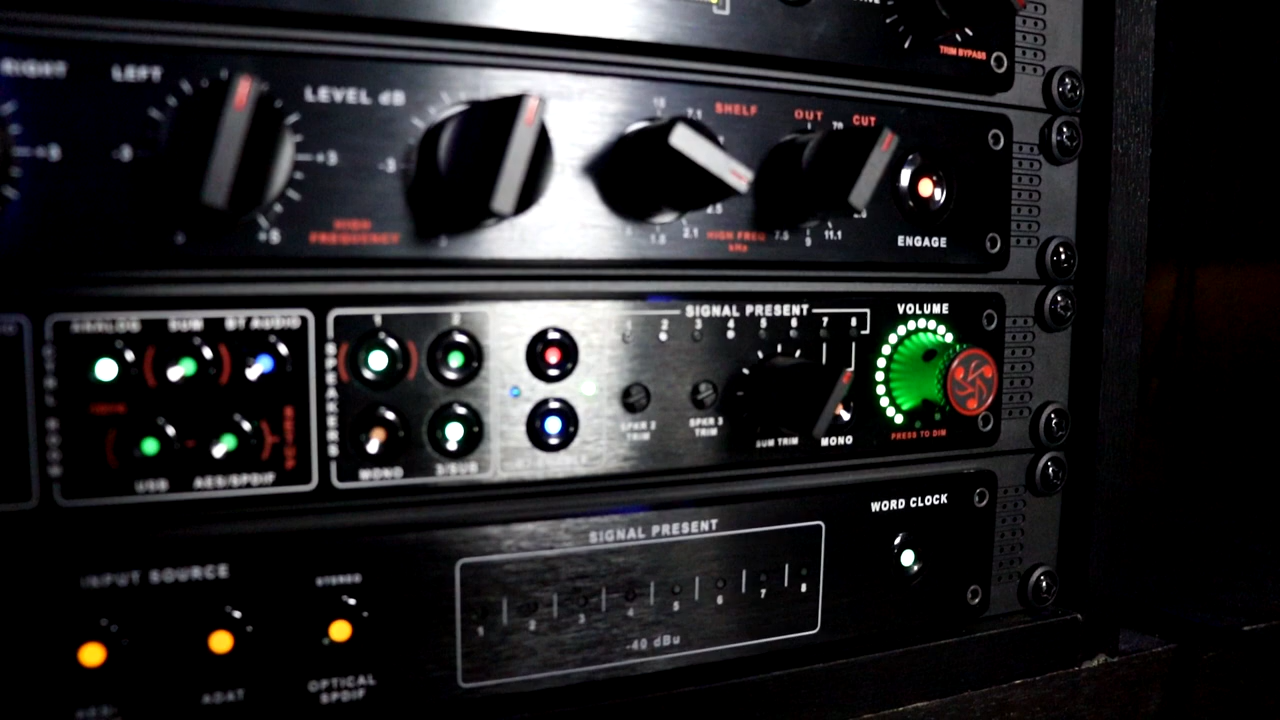 TRIM BYPASS
RIGHT
LEFT
LEVEL dB
-3
+3
+5
-3
HIGH
FREQUENCY
SHELF
OUT
CUT
7.1
2.5
2.1
HIGH FREQ
kHz
7.5
9
11.1
ENGAGE
ANALOG
SUB
BT AUDIO
USB
AES/SPDIF
SPEAKERS
1
2
MONO
3/SUB
SIGNAL PRESENT
1 2 3 4 5 6 7 8
SPKR 2
TRIM
SPKR 3
TRIM
SUM TRIM
MONO
VOLUME
PRESS TO DIM
INPUT SOURCE
STEREO
ADAT
OPTICAL
SPDIF
SIGNAL PRESENT
1 2 3 4 5 6 7 8
-40 dBu
WORD CLOCK